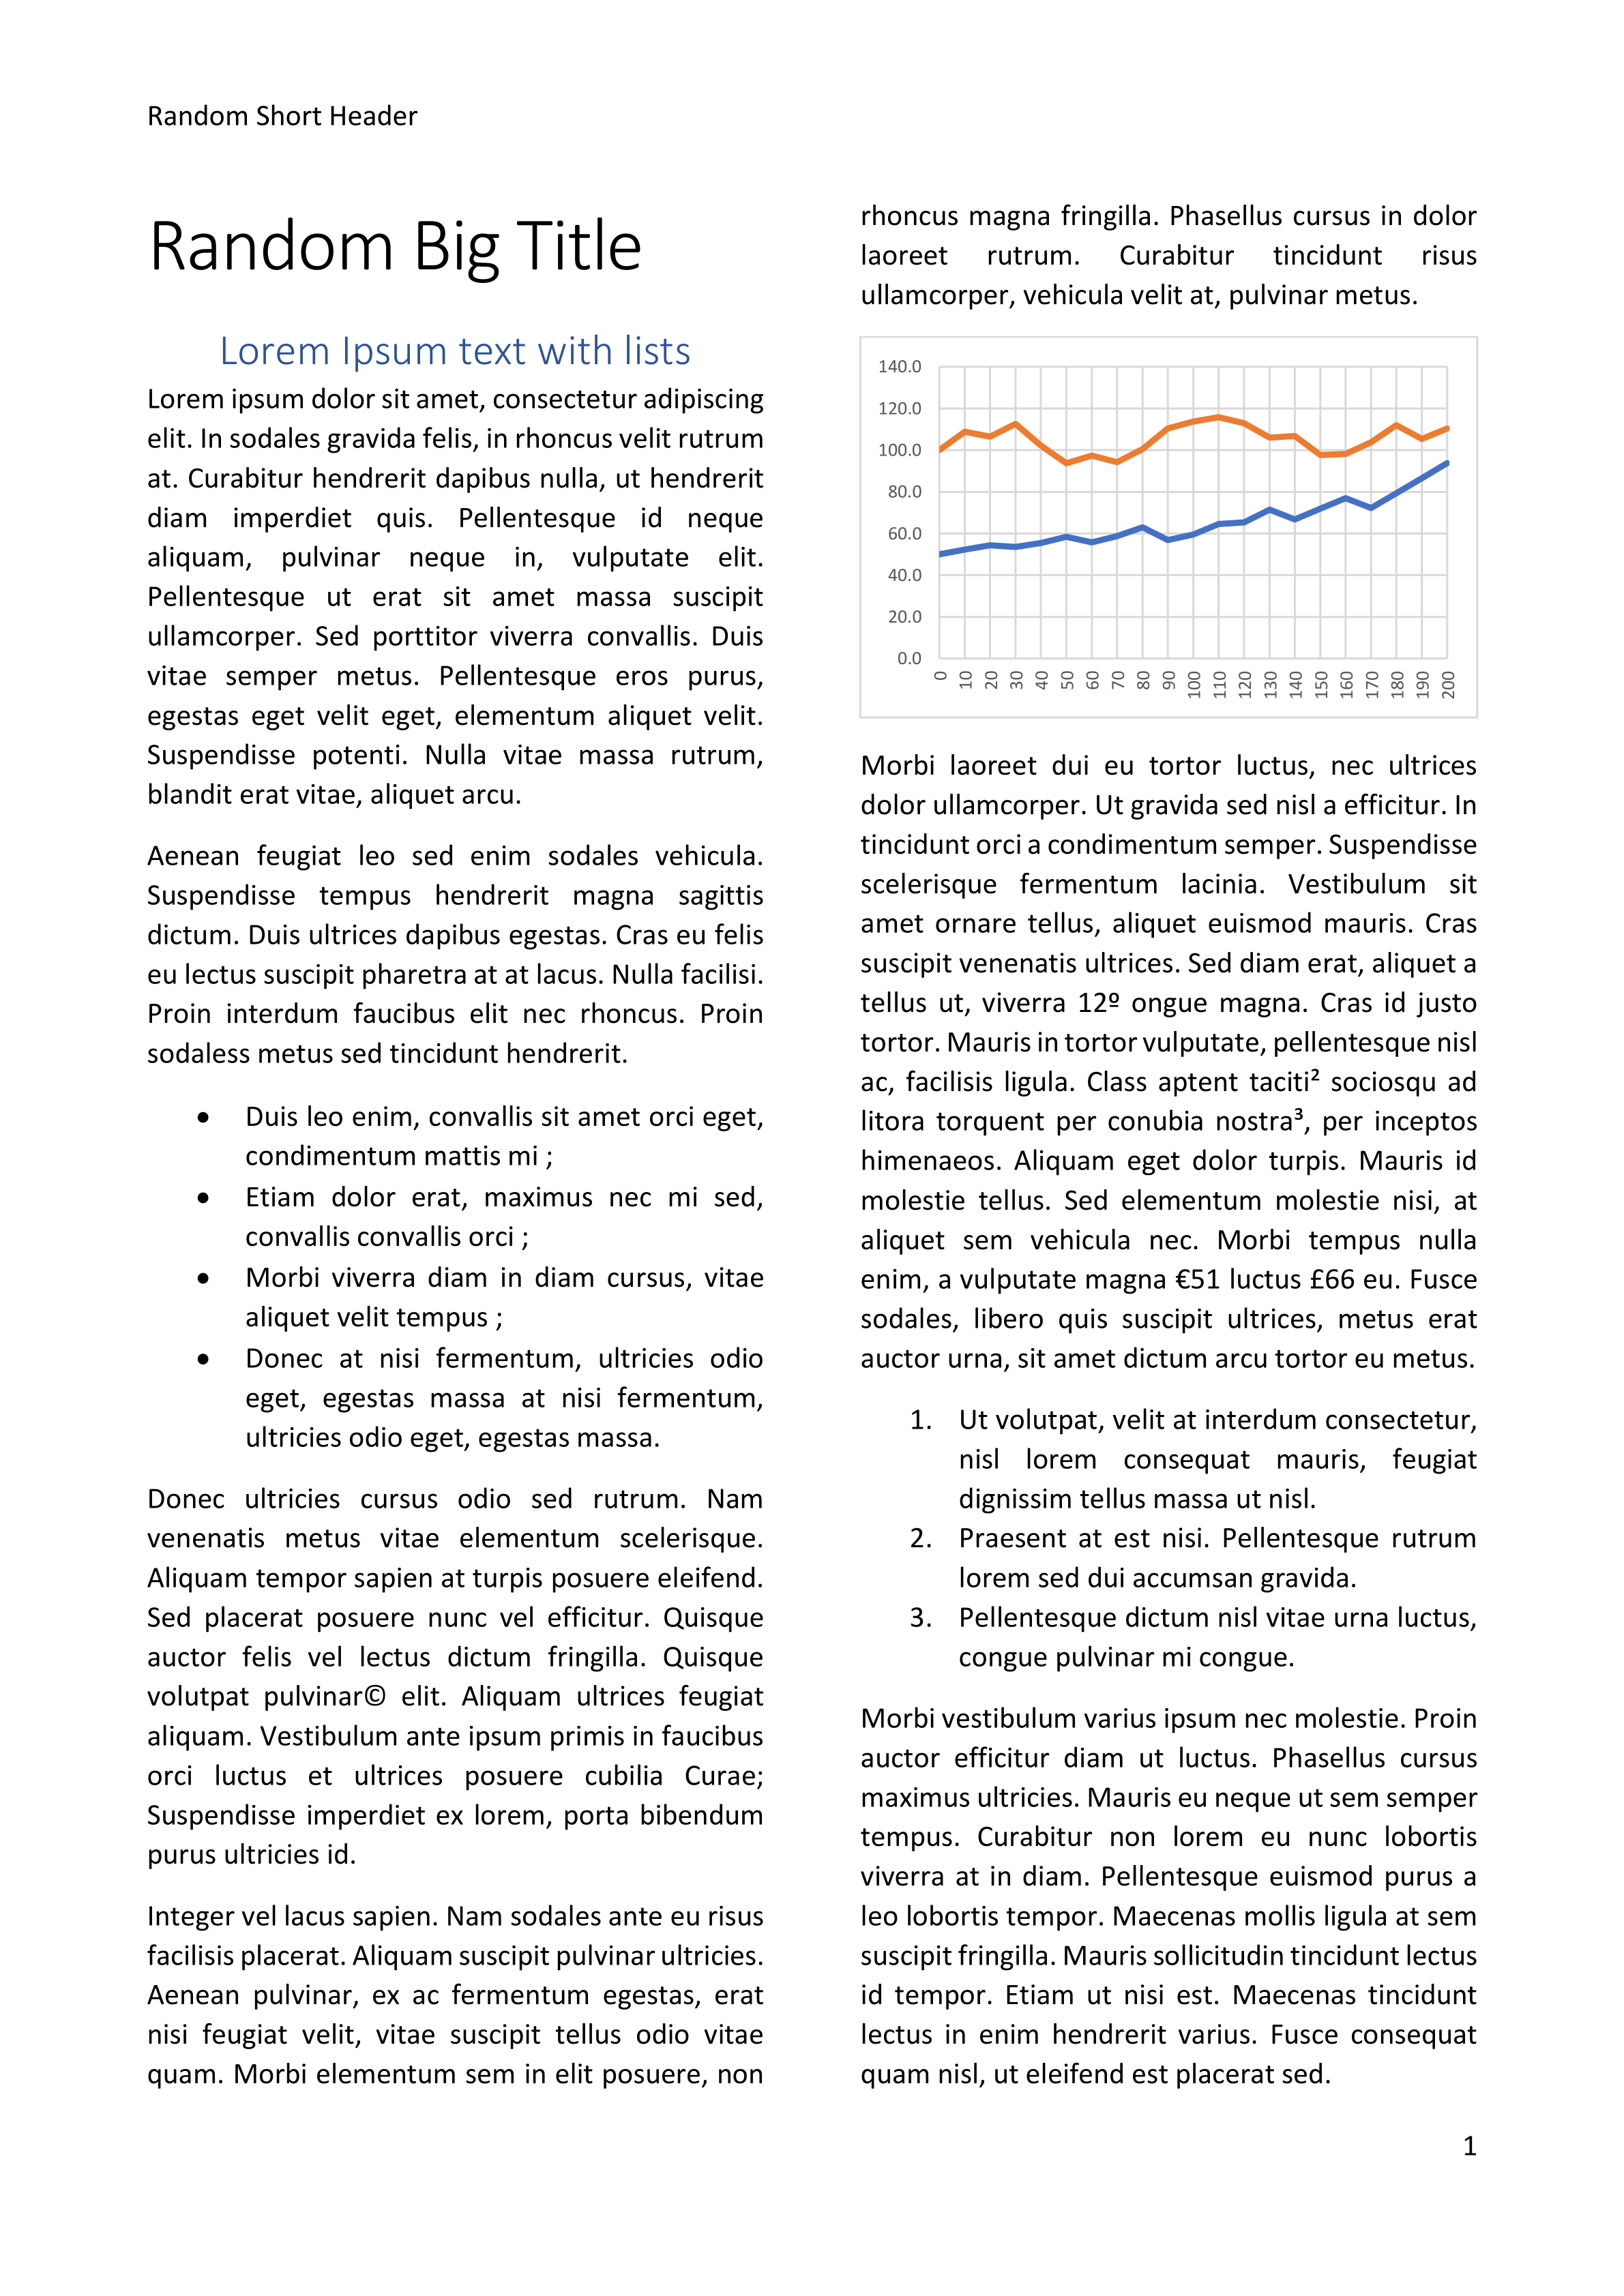 Random Short Header
Random Big Title
Lorem Ipsum text with lists
Lorem ipsum dolor sit amet, consectetur adipiscing
elit. In sodales gravida felis, in rhoncus velit rutrum
at. Curabitur hendrerit dapibus nulla, ut hendrerit
diam imperdiet quis. Pellentesque id neque
aliquam, pulvinar neque in, vulputate elit.
Pellentesque ut erat sit amet massa suscipit
ullamcorper. Sed porttitor viverra convallis. Duis
vitae semper metus. Pellentesque eros purus,
egestas eget velit eget, elementum aliquet velit.
Suspendisse potenti. Nulla vitae massa rutrum,
blandit erat vitae, aliquet arcu.
Aenean feugiat leo sed enim sodales vehicula.
Suspendisse tempus hendrerit magna sagittis
dictum. Duis ultrices dapibus egestas. Cras eu felis
eu lectus suscipit pharetra at at lacus. Nulla facilisi.
Proin interdum faucibus elit nec rhoncus. Proin
sodaless metus sed tincidunt hendrerit.
• Duis leo enim, convallis sit amet orci eget,
condimentum mattis mi ;
• Etiam dolor erat, maximus nec mi sed,
convallis convallis orci ;
• Morbi viverra diam in diam cursus, vitae
aliquet velit tempus ;
• Donec at nisi fermentum, ultricies odio
eget, egestas massa at nisi fermentum,
ultricies odio eget, egestas massa.
Donec ultricies cursus odio sed rutrum. Nam
venenatis metus vitae elementum scelerisque.
Aliquam tempor sapien at turpis posuere eleifend.
Sed placerat posuere nunc vel efficitur. Quisque
auctor felis vel lectus dictum fringilla. Quisque
volutpat pulvinar© elit. Aliquam ultrices feugiat
aliquam. Vestibulum ante ipsum primis in faucibus
orci luctus et ultrices posuere cubilia Curae;
Suspendisse imperdiet ex lorem, porta bibendum
purus ultricies id.
Integer vel lacus sapien. Nam sodales ante eu risus
facilisis placerat. Aliquam suscipit pulvinar ultricies.
Aenean pulvinar, ex ac fermentum egestas, erat
nisi feugiat velit, vitae suscipit tellus odio vitae
quam. Morbi elementum sem in elit posuere, non
rhoncus magna fringilla. Phasellus cursus in dolor
laoreet rutrum. Curabitur tincidunt risus
ullamcorper, vehicula velit at, pulvinar metus.
140.0
120.0
100.0
80.0
60.0
40.0
20.0
0.0
0 10 20 30 40 50 60 70 80 90 100 110 120 130 140 150 160 170 180 190 200
Morbi laoreet dui eu tortor luctus, nec ultrices
dolor ullamcorper. Ut gravida sed nisl a efficitur. In
tincidunt orci a condimentum semper. Suspendisse
scelerisque fermentum lacinia. Vestibulum sit
amet ornare tellus, aliquet euismod mauris. Cras
suscipit venenatis ultrices. Sed diam erat, aliquet a
tellus ut, viverra 12º ongue magna. Cras id justo
tortor. Mauris in tortor vulputate, pellentesque nisl
ac, facilisis ligula. Class aptent taciti² sociosqu ad
litora torquent per conubia nostra³, per inceptos
himenaeos. Aliquam eget dolor turpis. Mauris id
molestie tellus. Sed elementum molestie nisi, at
aliquet sem vehicula nec. Morbi tempus nulla
enim, a vulputate magna €51 luctus £66 eu. Fusce
sodales, libero quis suscipit ultrices, metus erat
auctor urna, sit amet dictum arcu tortor eu metus.
1. Ut volutpat, velit at interdum consectetur,
nisl lorem consequat mauris, feugiat
dignissim tellus massa ut nisl.
2. Praesent at est nisi. Pellentesque rutrum
lorem sed dui accumsan gravida.
3. Pellentesque dictum nisl vitae urna luctus,
congue pulvinar mi congue.
Morbi vestibulum varius ipsum nec molestie. Proin
auctor efficitur diam ut luctus. Phasellus cursus
maximus ultricies. Mauris eu neque ut sem semper
tempus. Curabitur non lorem eu nunc lobortis
viverra at in diam. Pellentesque euismod purus a
leo lobortis tempor. Maecenas mollis ligula at sem
suscipit fringilla. Mauris sollicitudin tincidunt lectus
id tempor. Etiam ut nisi est. Maecenas tincidunt
lectus in enim hendrerit varius. Fusce consequat
quam nisl, ut eleifend est placerat sed.
1